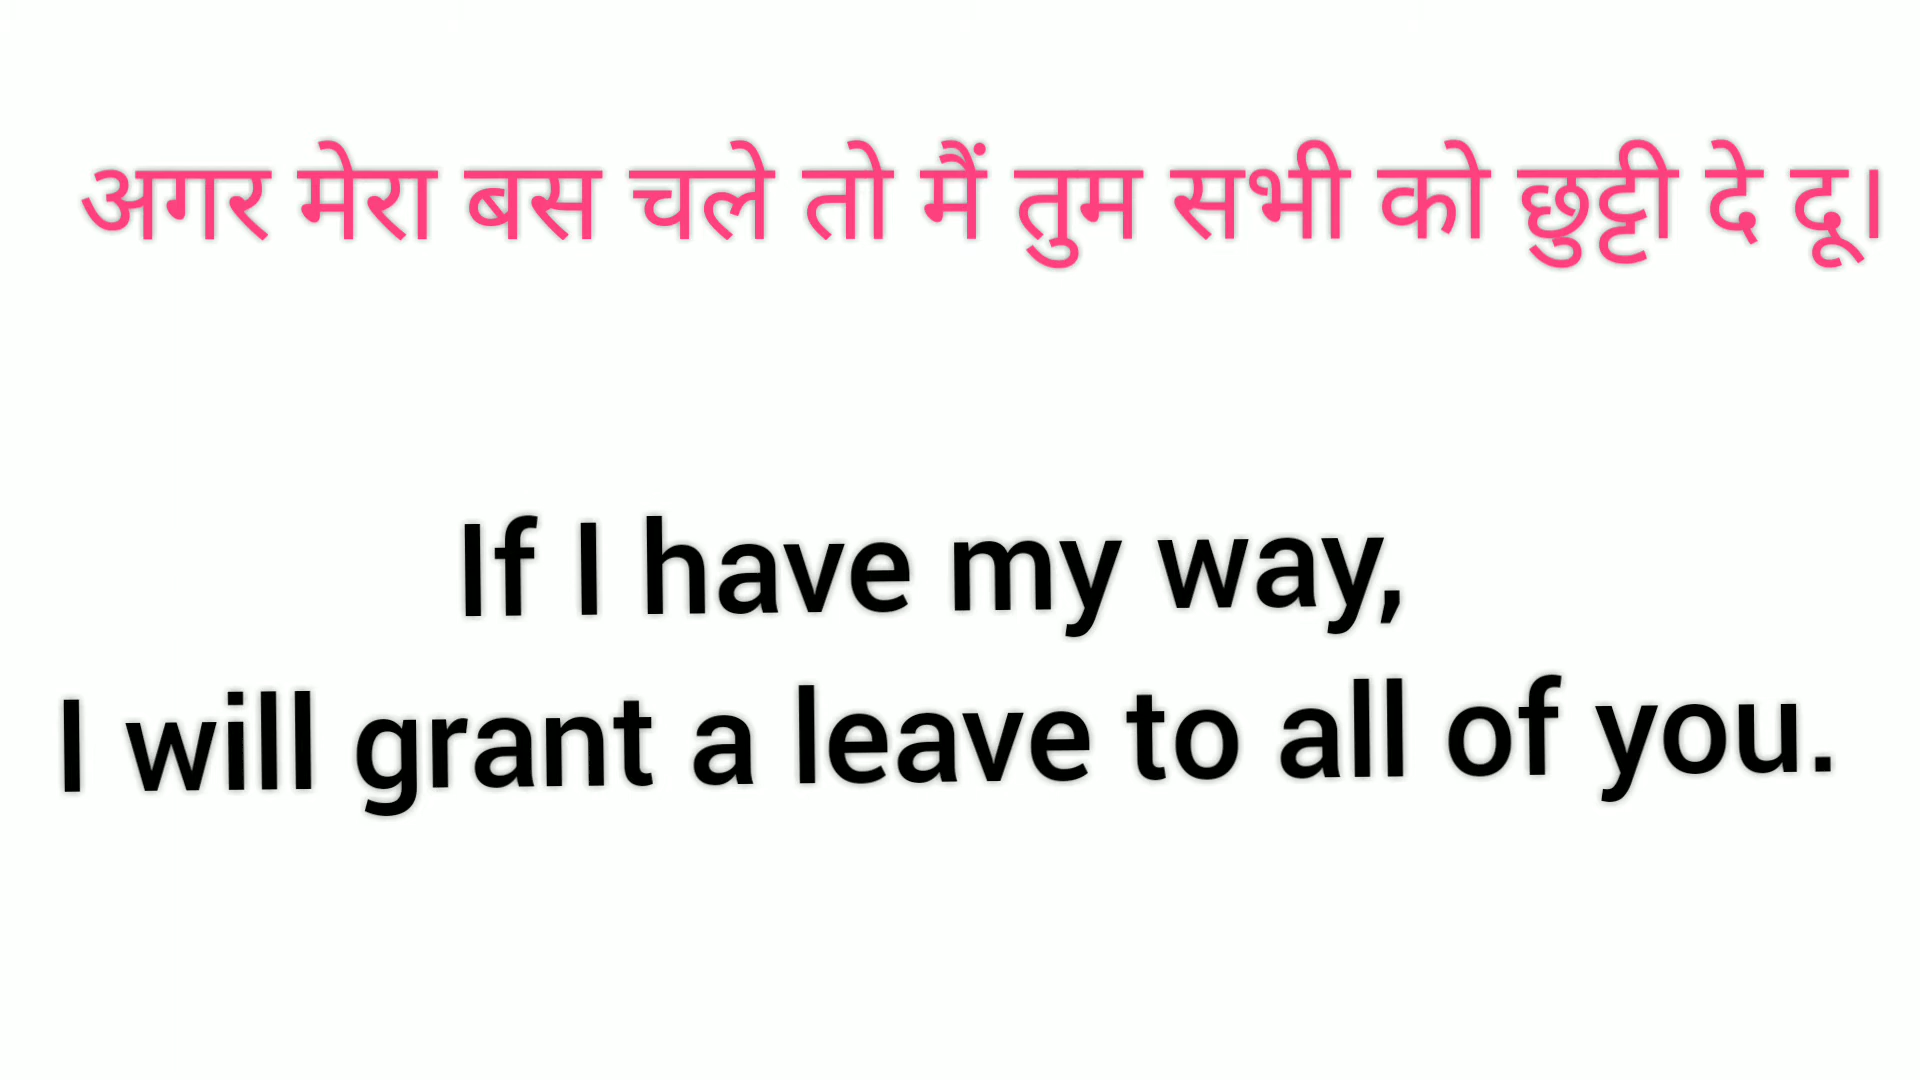 अगर मेरा बस चले तो मैं तुम सभी को छुट्टी दे दू।
If I have my way,
I will grant a leave to all of you.